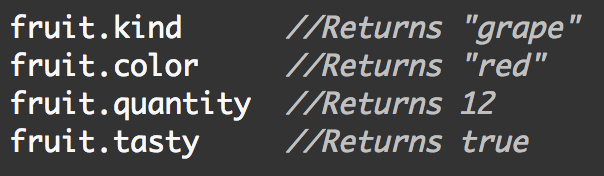 fruit.kind //Returns "grape"
fruit.color //Returns "red"
fruit.quantity //Returns 12
fruit.tasty //Returns true